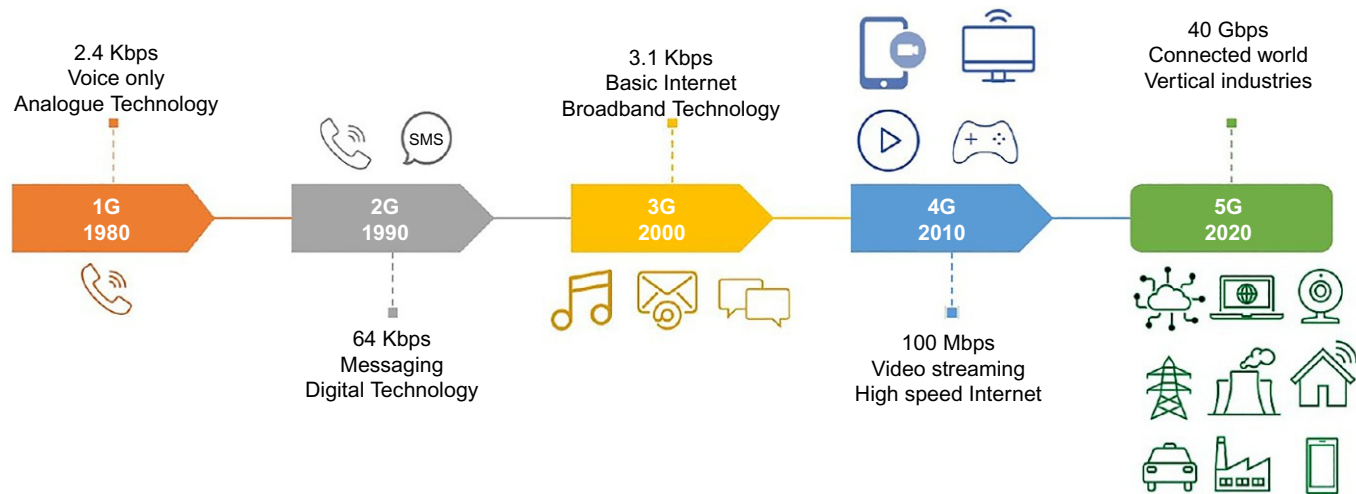 2.4 Kbps
Voice only
Analogue Technology
1G
1980
SMS
2G
1990
64 Kbps
Messaging
Digital Technology
3.1 Kbps
Basic Internet
Broadband Technology
3G
2000
4G
2010
100 Mbps
Video streaming
High speed Internet
40 Gbps
Connected world
Vertical industries
5G
2020